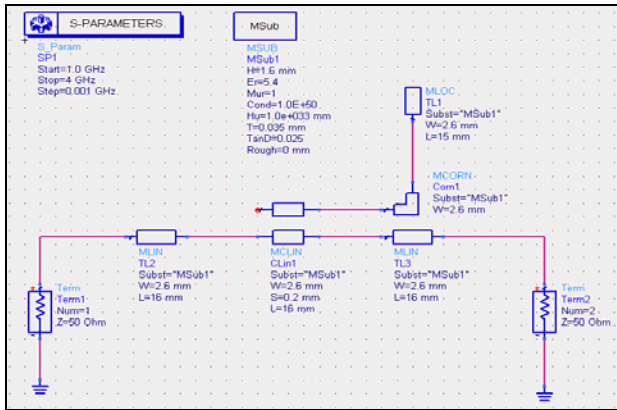 S-PARAMETERS
MSub
S_Param
SP1
Start=1.0 GHz
Stop=4 GHz
Step=0.001 GHz
MSUB
MSub1
H=1.6 mm
Er=5.4
Mur=1
Cond=1.0E+50
Hu=1.0e+033 mm
T=0.035 mm
TanD=0.025
Rough=0 mm
MLOC
TL1
Subst="MSub1"
W=2.6 mm
L=15 mm
MCORN
Corn1
Subst="MSub1"
W=2.6 mm
MLIN
TL2
Subst="MSub1"
W=2.6 mm
L=16 mm
MCLIN
CLin1
Subst="MSub1"
W=2.6 mm
S=0.2 mm
L=16 mm
MLIN
TL3
Subst="MSub1"
W=2.6 mm
L=16 mm
Term
Term1
Num=1
Z=50 Ohm
Term
Term2
Num=2
Z=50 Ohm